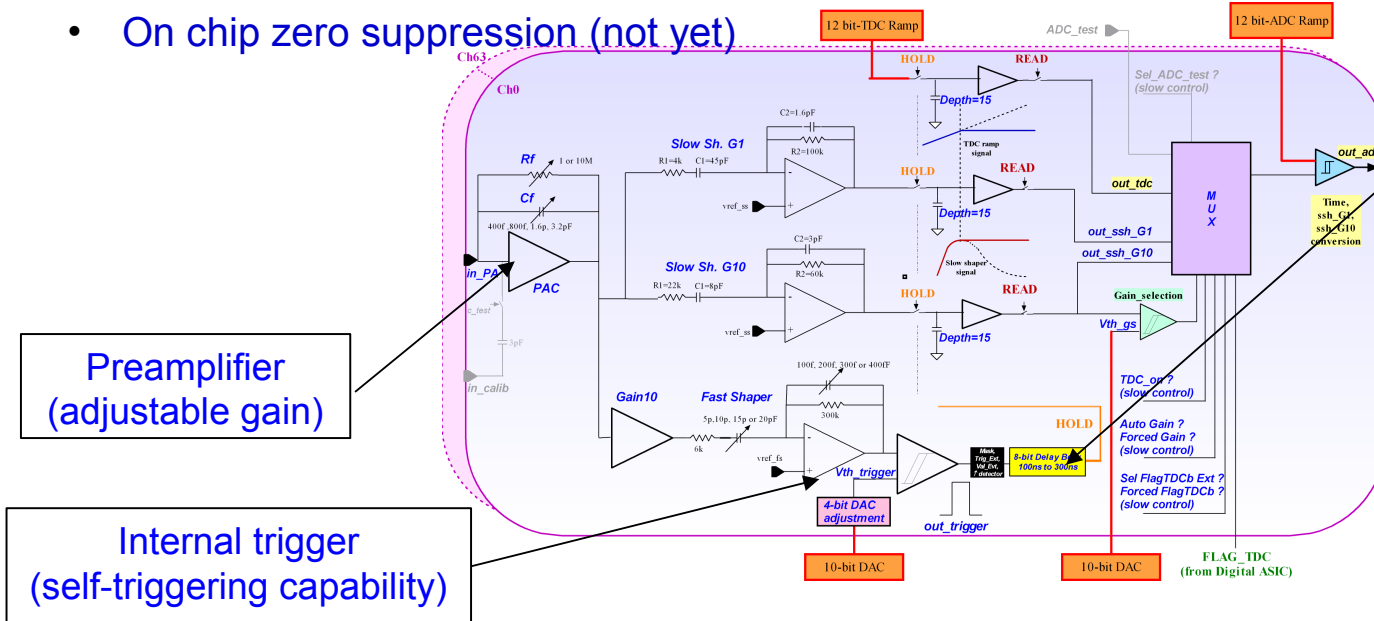 • On chip zero suppression (not yet)
12 bit-TDC Ramp
12 bit-ADC Ramp
ADC_test
Sel_ADC_test ?
(slow control)
Ch63
Ch0
HOLD
READ
Depth=15
TDC ramp
signal
C2=1.6pF
R2=100k
Slow Sh. G1
R1=4k
C1=45pF
-
+
vref_ss
HOLD
READ
Depth=15
Slow shaper
signal
Rf
1 or 10M
Cf
400f ,800f, 1.6p, 3.2pF
in_PA
PAC
c_test
3pF
in_calib
C2=3pF
R2=60k
Slow Sh. G10
R1=22k
C1=8pF
-
+
vref_ss
HOLD
READ
Depth=15
out_tdc
out_ssh_G1
out_ssh_G10
M
U
X
Time,
ssh_G1,
ssh_G10
conversion
Gain_selection
Vth_gs
TDC_on ?
(slow control)
Auto Gain ?
Forced Gain ?
(slow control)
Sel FlagTDCb Ext ?
Forced FlagTDCb ?
(slow control)
FLAG_TDC
(from Digital ASIC)
10-bit DAC
Preamplifier
(adjustable gain)
Gain10
Fast Shaper
5p,10p, 15p or 20pF
6k
100f, 200f, 300f or 400fF
300k
-
+
vref_fs
Vth_trigger
4-bit DAC
adjustment
10-bit DAC
out_trigger
Mask,
Trig_Ext,
Val_Evt,
↑ detector
8-bit Delay
100ns to 300ns
HOLD
Internal trigger
(self-triggering capability)